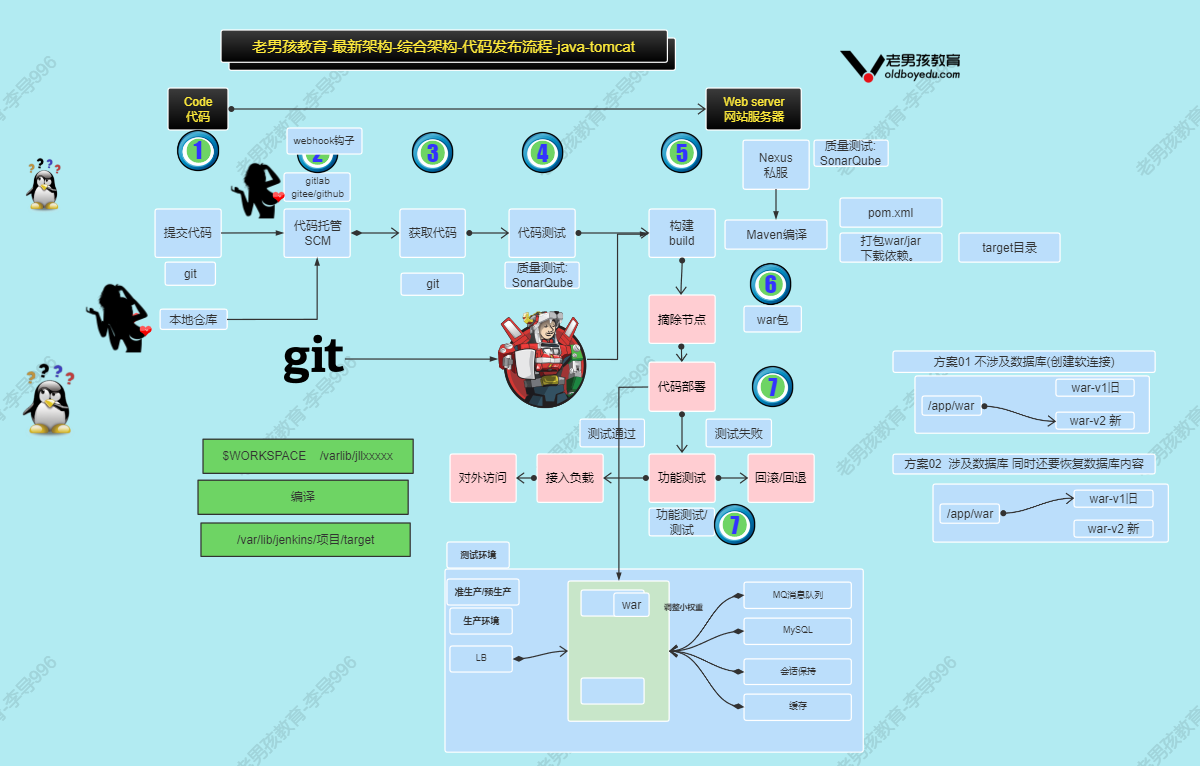 老男孩教育-最新架构-综合架构-代码发布流程-java-tomcat
老男孩教育
oldboyedu.com
Code
代码
Web server
网站服务器
1
webhook钩子
2
3
4
5
gitlab
gitee/github
Nexus
私服
质量测试:
SonarQube
提交代码
代码托管
SCM
获取代码
代码测试
构建
build
Maven编译
pom.xml
打包war/jar
下载依赖。
target目录
git
git
质量测试:
SonarQube
6
本地仓库
摘除节点
war包
git
代码部署
7
方案01 不涉及数据库(创建软连接)
/app/war
war-v1旧
war-v2 新
测试通过
测试失败
$WORKSPACE /varlib/jllxxxxx
编译
/var/lib/jenkins/项目/target
对外访问
接入负载
功能测试
回滚/回退
方案02 涉及数据库 同时还要恢复数据库内容
/app/war
war-v1旧
war-v2 新
功能测试/
测试
7
测试环境
准生产/预生产
生产环境
LB
war
调整小权重
MQ消息队列
MySQL
会话保持
缓存
老男孩教育-李导996